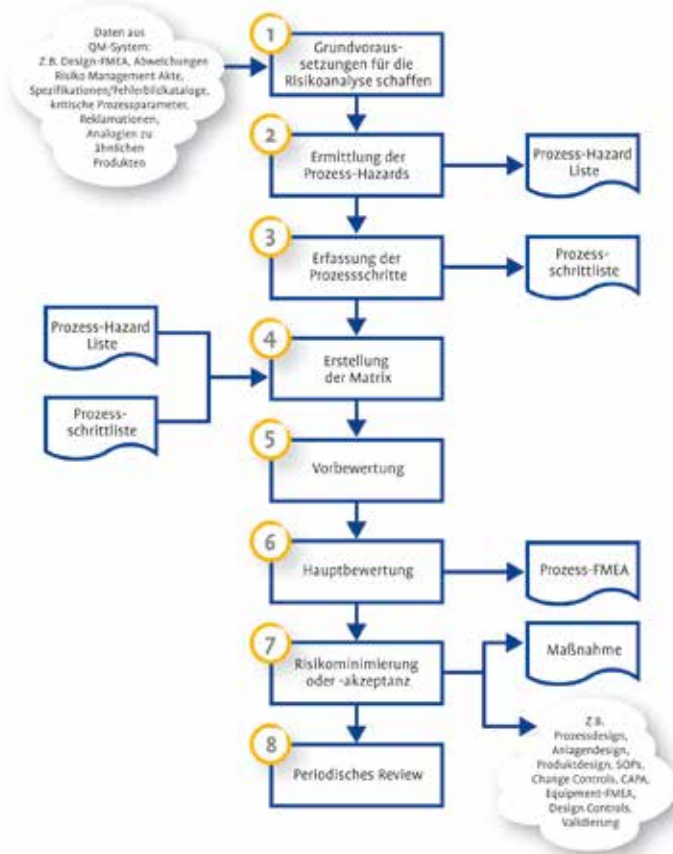 Daten aus
QM-System:
Z.B. Design-FMEA, Abweichungen
Risiko Management Akte,
Spezifikationen/Fehlerbildkataloge,
kritische Prozessparameter,
Reklamationen,
Analogien zu
ähnlichen
Produkten
1
Grundvoraus-
setzungen für die
Risikoanalyse schaffen
2
Ermittlung der
Prozess-Hazards
Prozess-Hazard
Liste
3
Erfassung der
Prozessschritte
Prozess-
schrittliste
Prozess-Hazard
Liste
Prozess-
schrittliste
4
Erstellung
der Matrix
5
Vorbewertung
6
Hauptbewertung
Prozess-FMEA
7
Risikominimierung
oder -akzeptanz
Maßnahme
Z.B.
Prozessdesign,
Anlagendesign,
Produktdesign, SOPs,
Change Controls, CAPA,
Equipment-FMEA,
Design Controls,
Validierung
8
Periodisches Review